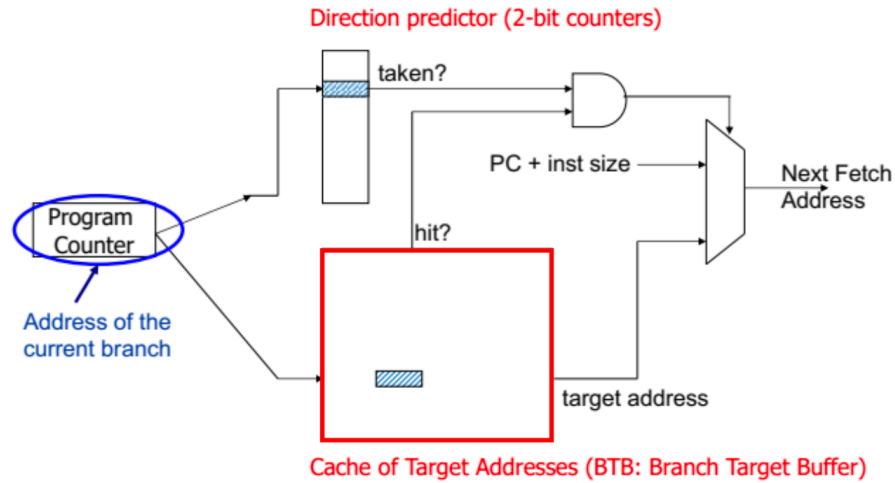 Direction predictor (2-bit counters)
taken?
PC + inst size
Next Fetch
Address
Program
Counter
hit?
Address of the
current branch
target address
Cache of Target Addresses (BTB: Branch Target Buffer)